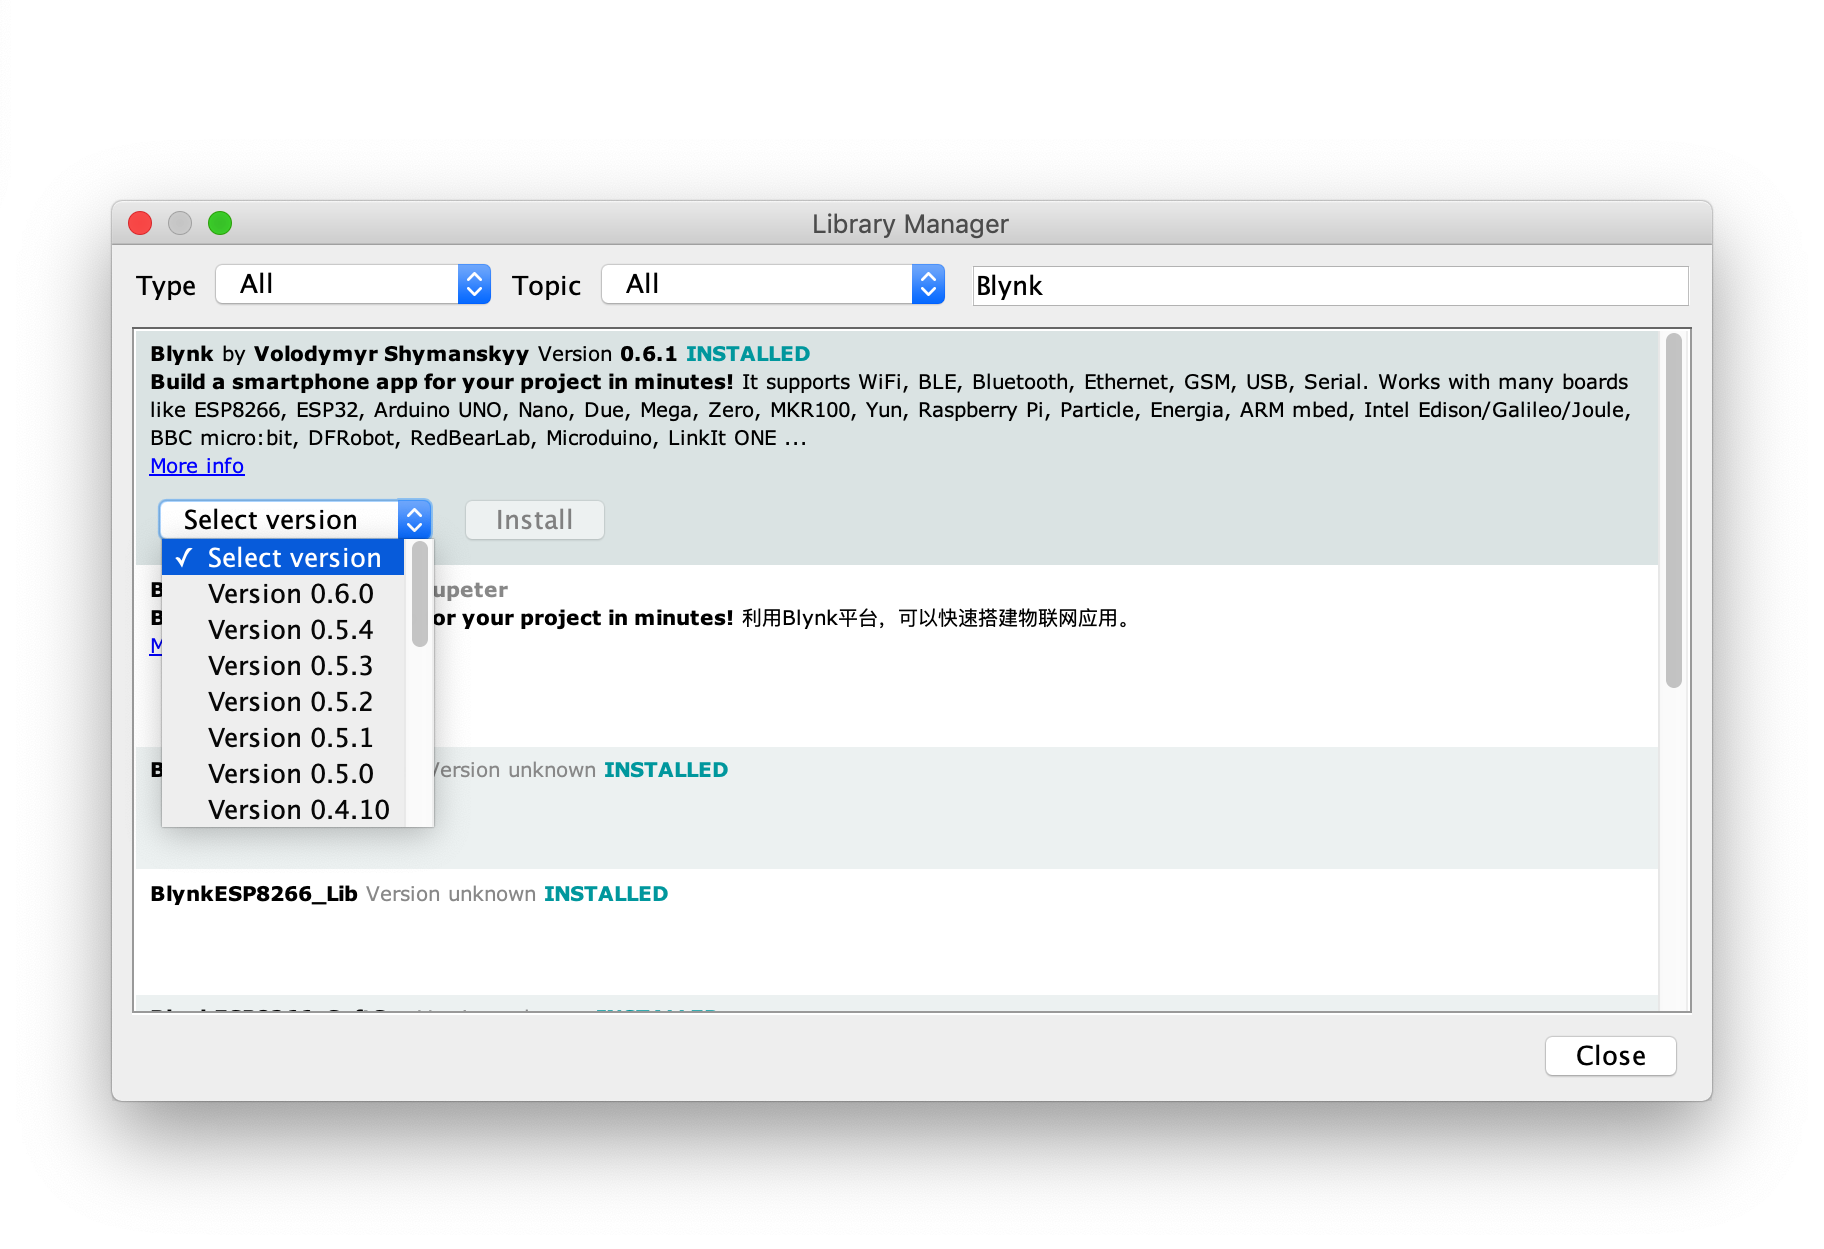 Library Manager
Type All Topic All Blynk
Blynk by Volodymyr Shymanskyy Version 0.6.1 INSTALLED
Build a smartphone app for your project in minutes! It supports WiFi, BLE, Bluetooth, Ethernet, GSM, USB, Serial. Works with many boards
like ESP8266, ESP32, Arduino UNO, Nano, Due, Mega, Zero, MKR100, Yun, Raspberry Pi, Particle, Energia, ARM mbed, Intel Edison/Galileo/Joule,
BBC micro:bit, DFRobot, RedBearLab, Microduino, LinkIt ONE ...
More info
Select version Install
✓ Select version
Version 0.6.0
Version 0.5.4
Version 0.5.3
Version 0.5.2
Version 0.5.1
Version 0.5.0
Version 0.4.10
upeter
or your project in minutes! 利用Blynk平台，可以快速搭建物联网应用。
Version unknown INSTALLED
BlynkESP8266_Lib Version unknown INSTALLED
Close